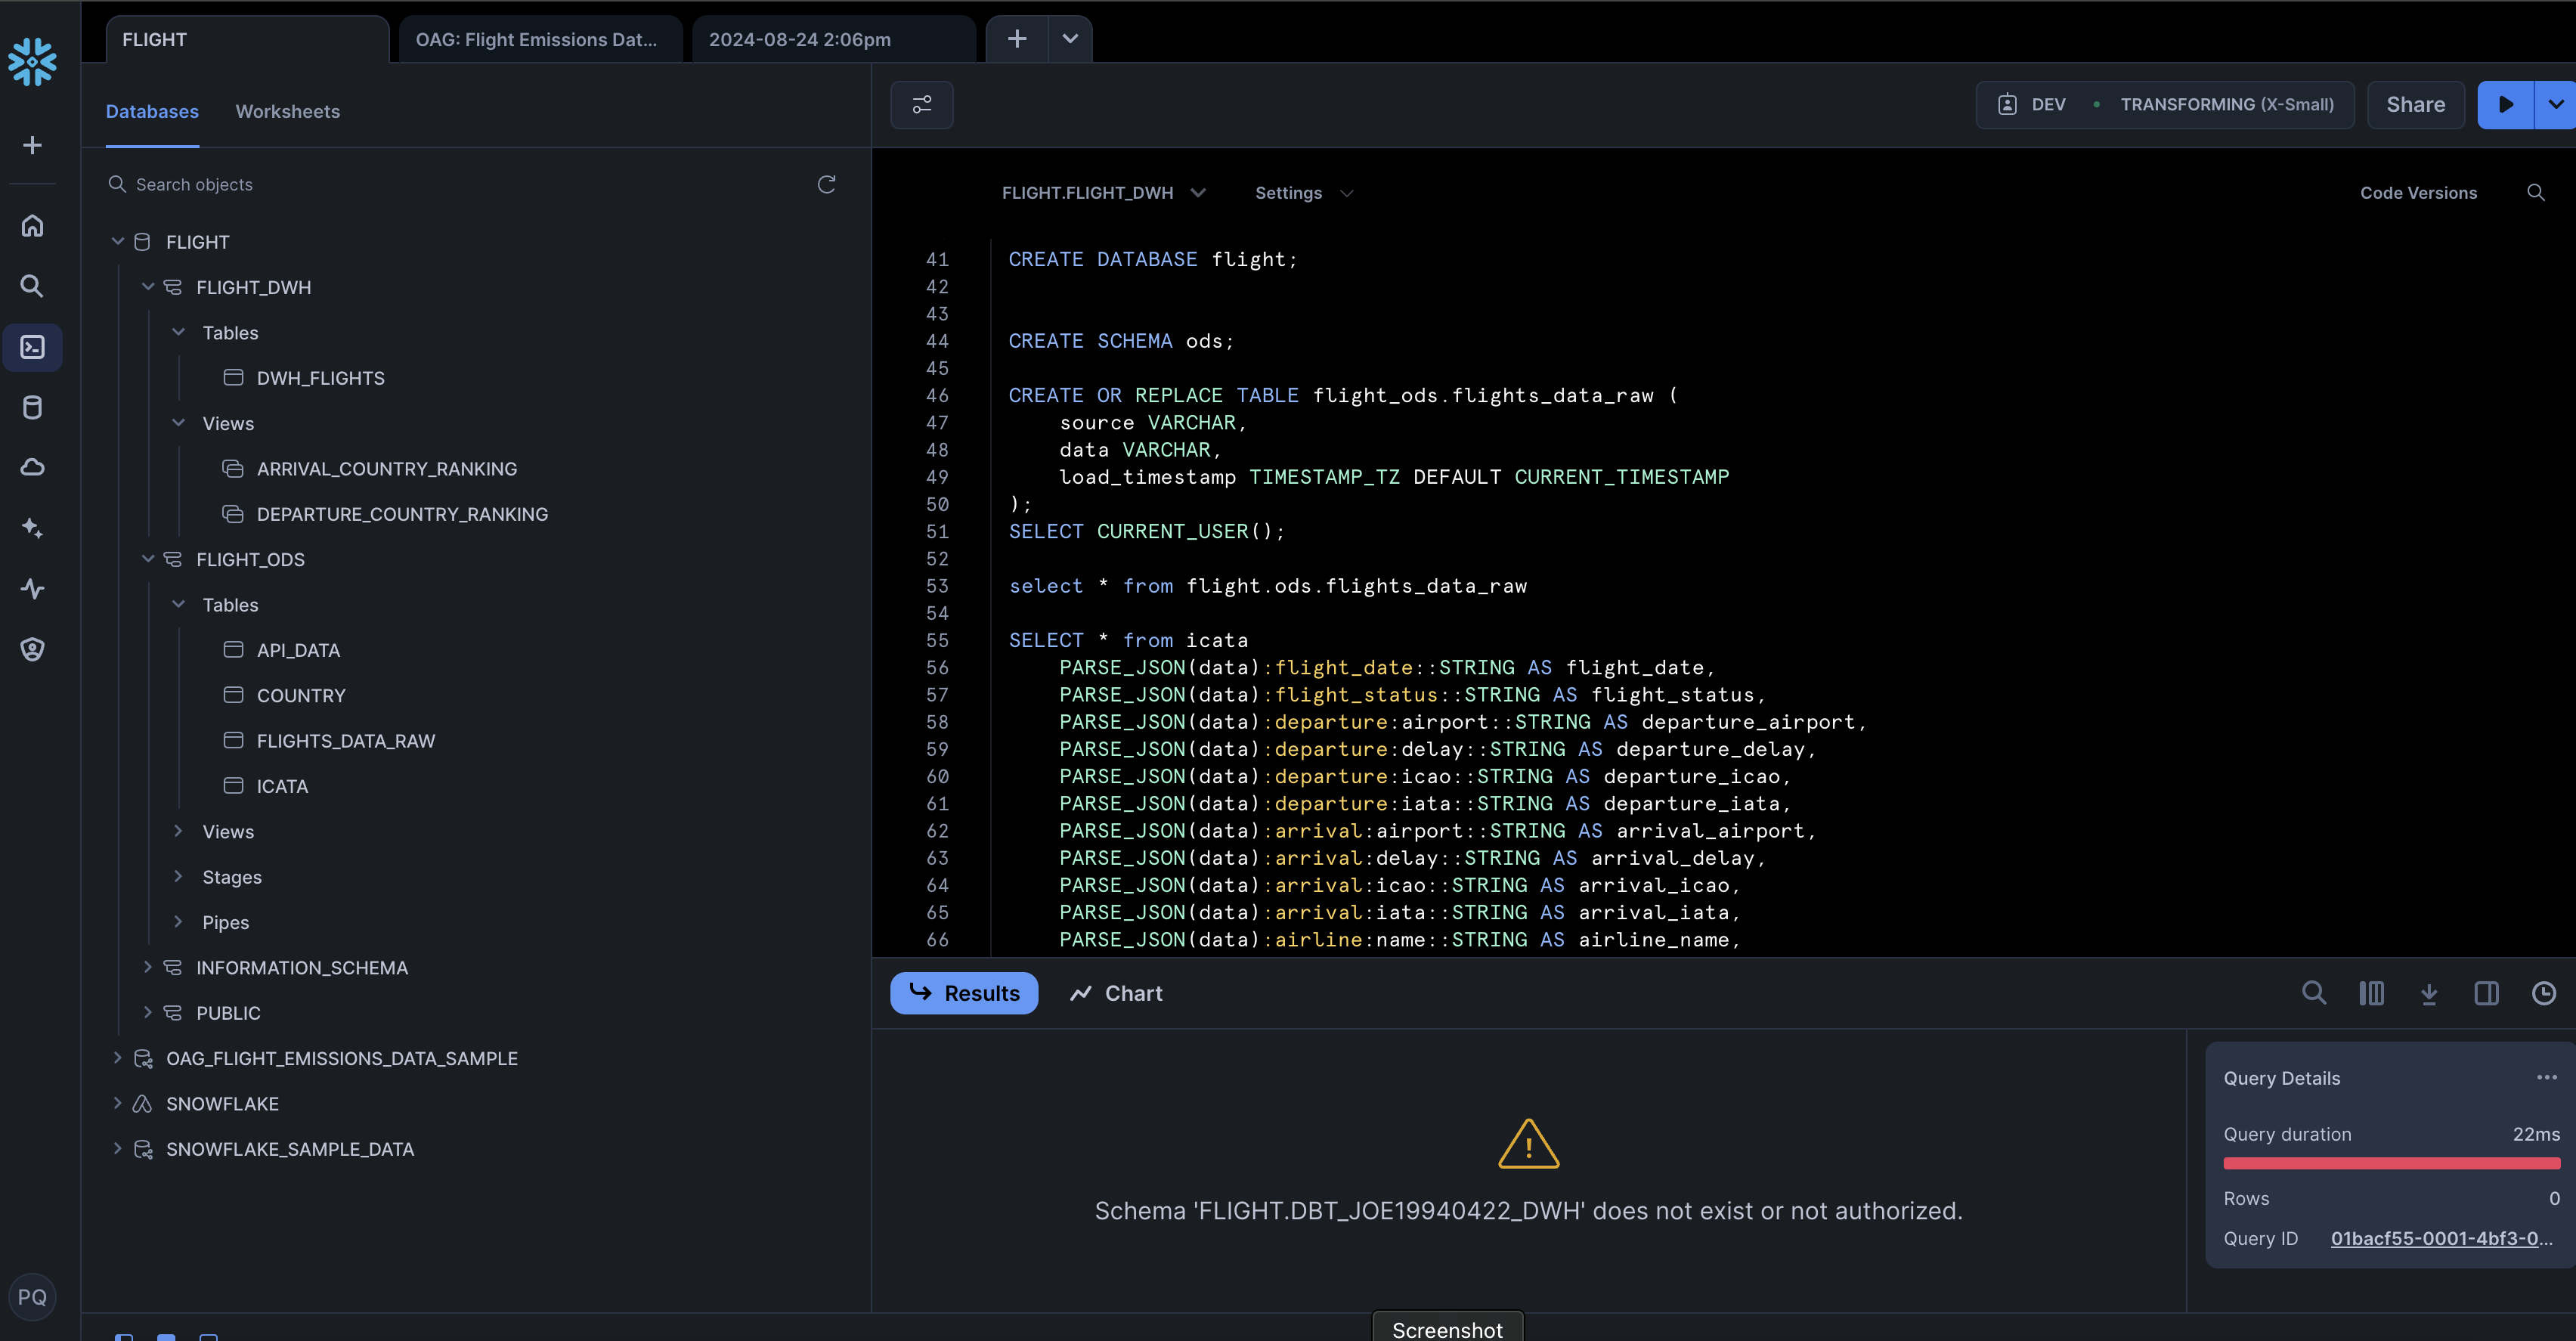 FLIGHT
OAG: Flight Emissions Dat...
2024-08-24 2:06pm
Databases
Worksheets
DEV
TRANSFORMING (X-Small)
Share
Search objects
FLIGHT
FLIGHT_DWH
Tables
DWH_FLIGHTS
Views
ARRIVAL_COUNTRY_RANKING
DEPARTURE_COUNTRY_RANKING
FLIGHT_ODS
Tables
API_DATA
COUNTRY
FLIGHTS_DATA_RAW
ICATA
Views
Stages
Pipes
INFORMATION_SCHEMA
PUBLIC
OAG_FLIGHT_EMISSIONS_DATA_SAMPLE
SNOWFLAKE
SNOWFLAKE_SAMPLE_DATA
PQ
FLIGHT.FLIGHT_DWH
Settings
Code Versions
41 CREATE DATABASE flight;
42
43
44 CREATE SCHEMA ods;
45
46 CREATE OR REPLACE TABLE flight_ods.flights_data_raw (
47 source VARCHAR,
48 data VARCHAR,
49 load_timestamp TIMESTAMP_TZ DEFAULT CURRENT_TIMESTAMP
50 );
51 SELECT CURRENT_USER();
52
53 select * from flight.ods.flights_data_raw
54
55 SELECT * from icata
56 PARSE_JSON(data):flight_date::STRING AS flight_date,
57 PARSE_JSON(data):flight_status::STRING AS flight_status,
58 PARSE_JSON(data):departure:airport::STRING AS departure_airport,
59 PARSE_JSON(data):departure:delay::STRING AS departure_delay,
60 PARSE_JSON(data):departure:icao::STRING AS departure_icao,
61 PARSE_JSON(data):departure:iata::STRING AS departure_iata,
62 PARSE_JSON(data):arrival:airport::STRING AS arrival_airport,
63 PARSE_JSON(data):arrival:delay::STRING AS arrival_delay,
64 PARSE_JSON(data):arrival:icao::STRING AS arrival_icao,
65 PARSE_JSON(data):arrival:iata::STRING AS arrival_iata,
66 PARSE_JSON(data):airline:name::STRING AS airline_name,
Results
Chart
Schema 'FLIGHT.DBT_JOE19940422_DWH' does not exist or not authorized.
Query Details
...
Query duration 22ms
Rows 0
Query ID 01bacf55-0001-4bf3-0...
Screenshot